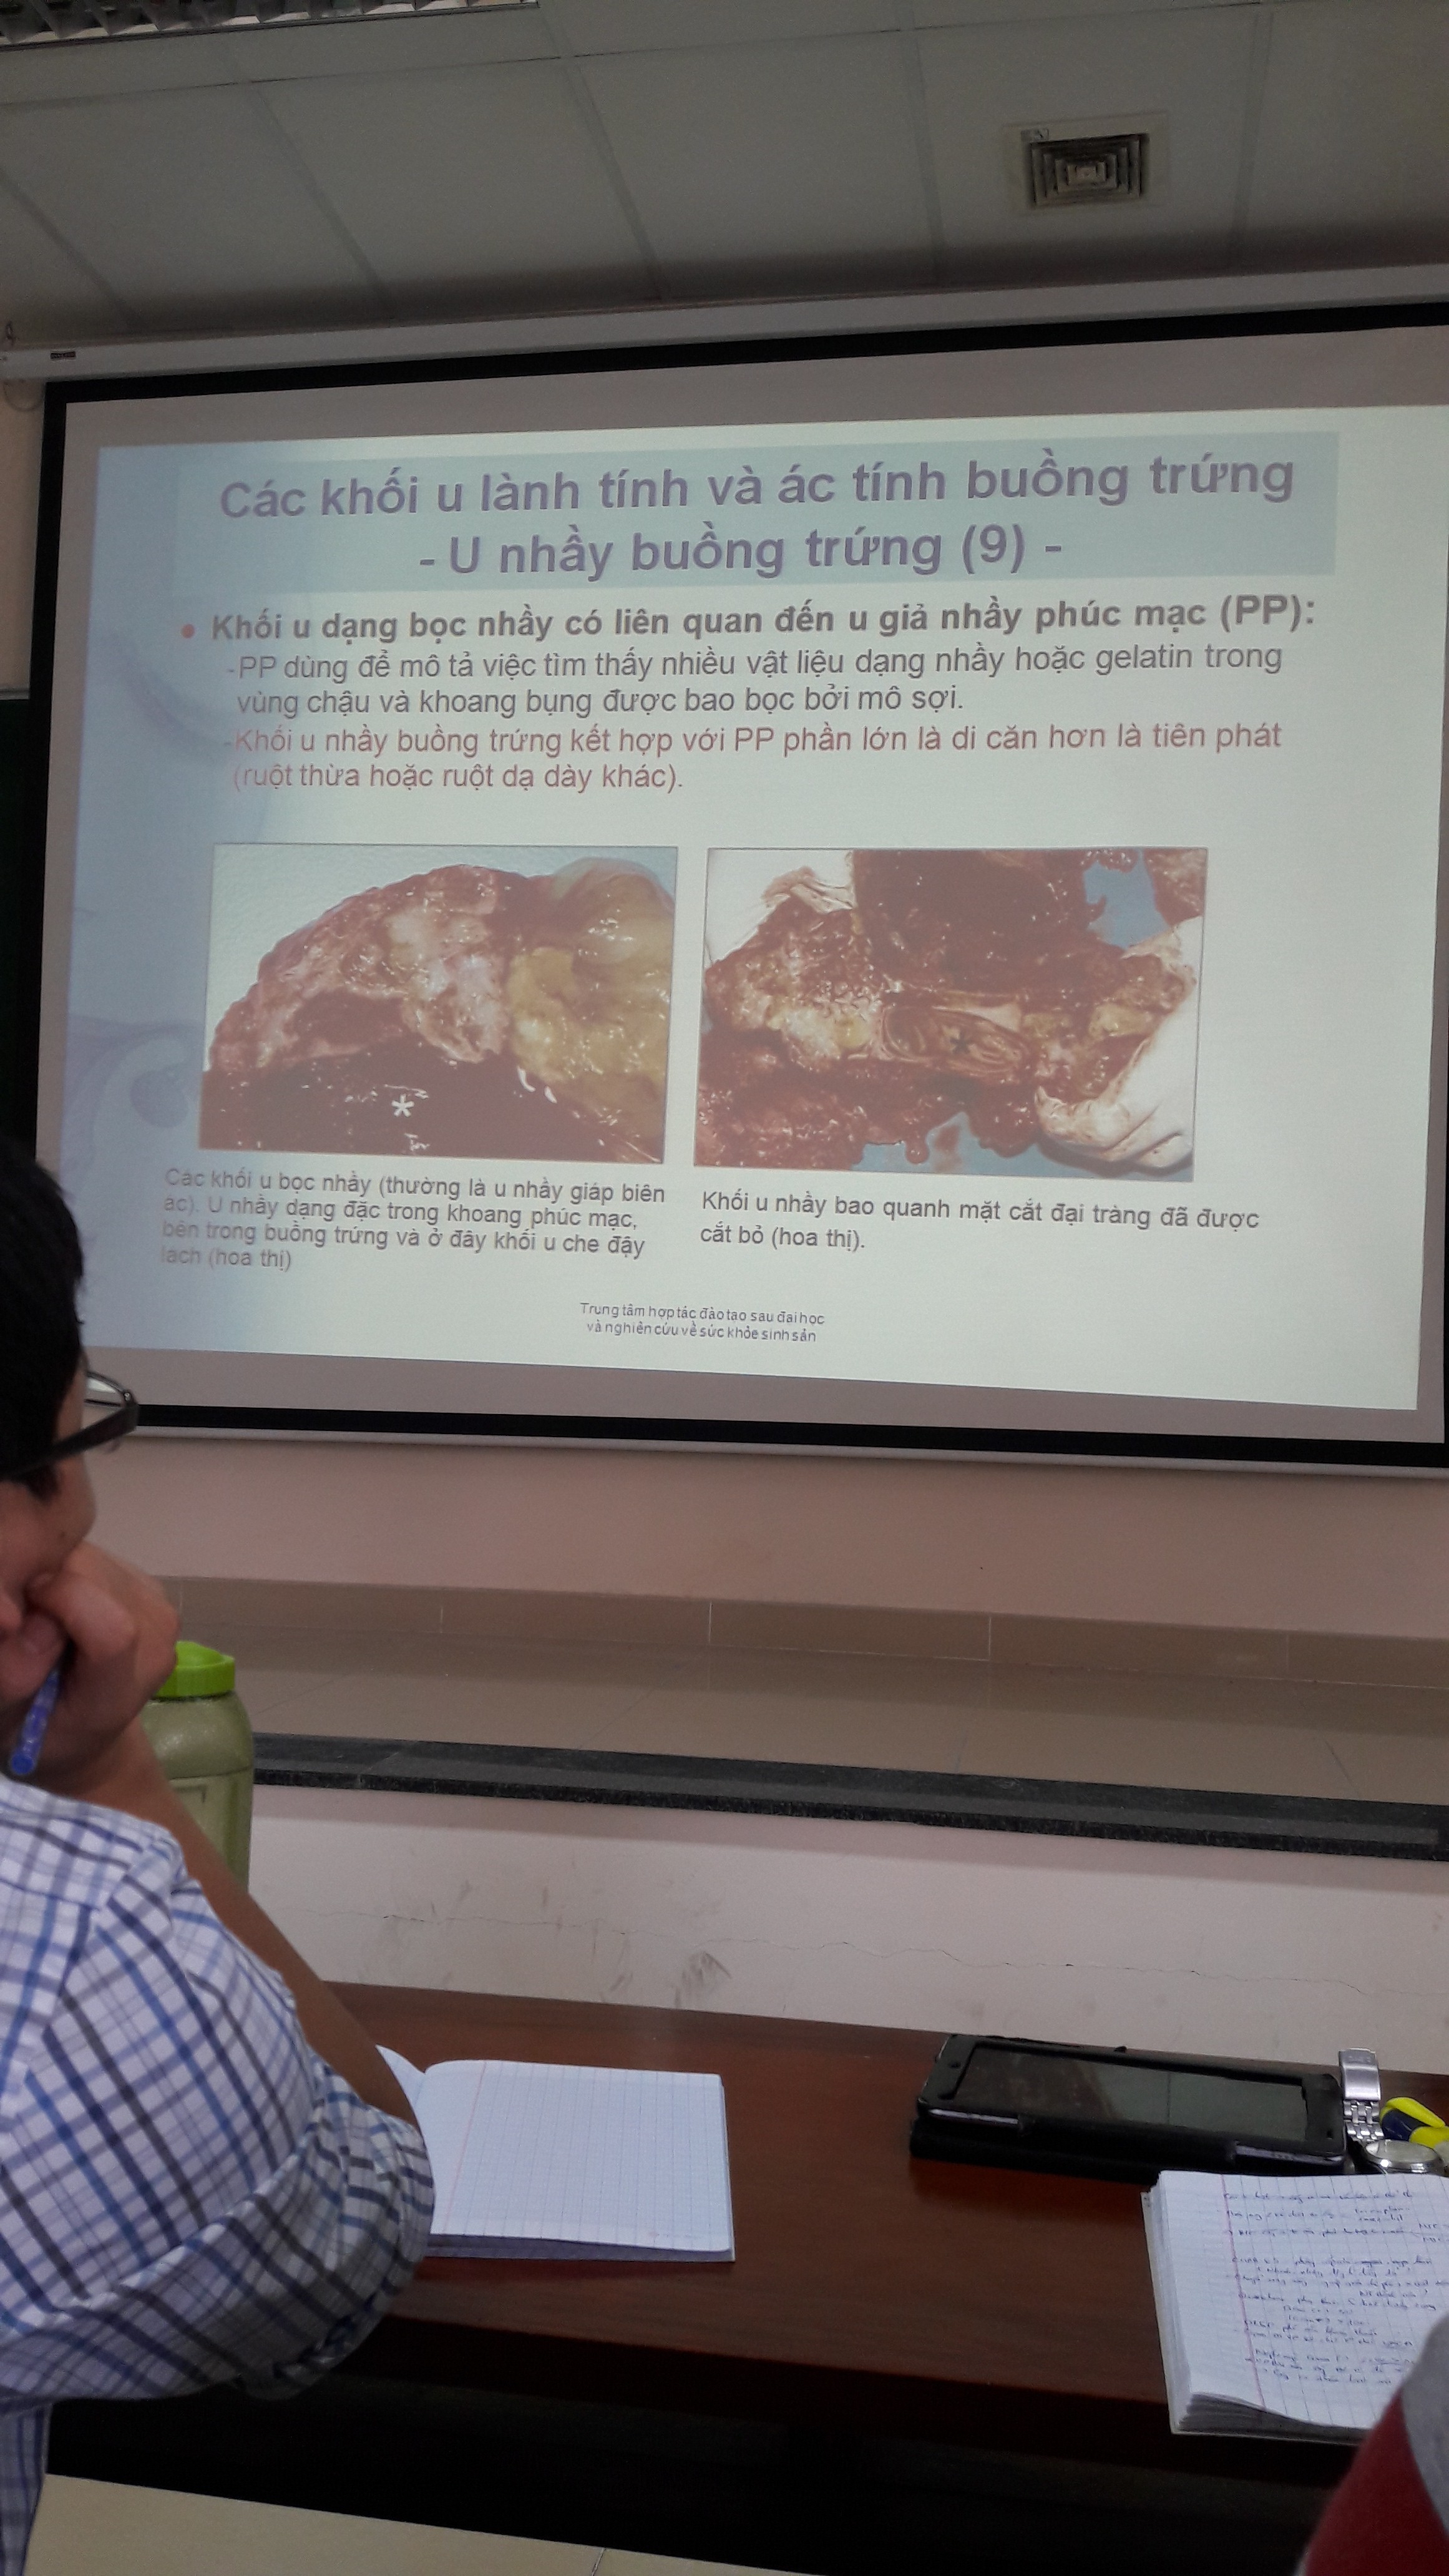 Các khối u lành tính và ác tính buồng trứng
- U nhầy buồng trứng (9) -
• Khối u dạng bọc nhầy có liên quan đến u giả nhầy phúc mạc (PP):
-PP dùng để mô tả việc tìm thấy nhiều vật liệu dạng nhầy hoặc gelatin trong
vùng chậu và khoang bụng được bao bọc bởi mô sợi.
-Khối u nhầy buồng trứng kết hợp với PP phần lớn là di căn hơn là tiên phát
(ruột thừa hoặc ruột dạ dày khác).
*
*
Các khối u bọc nhầy (thường là u nhầy giáp biên
ác). U nhầy dạng đặc trong khoang phúc mạc,
bên trong buồng trứng và ở đây khối u che đậy
lách (hoa thị)
Khối u nhầy bao quanh mặt cắt đại tràng đã được
cắt bỏ (hoa thị).
Trung tâm hợp tác đào tạo sau đại học
và nghiên cứu về sức khỏe sinh sản